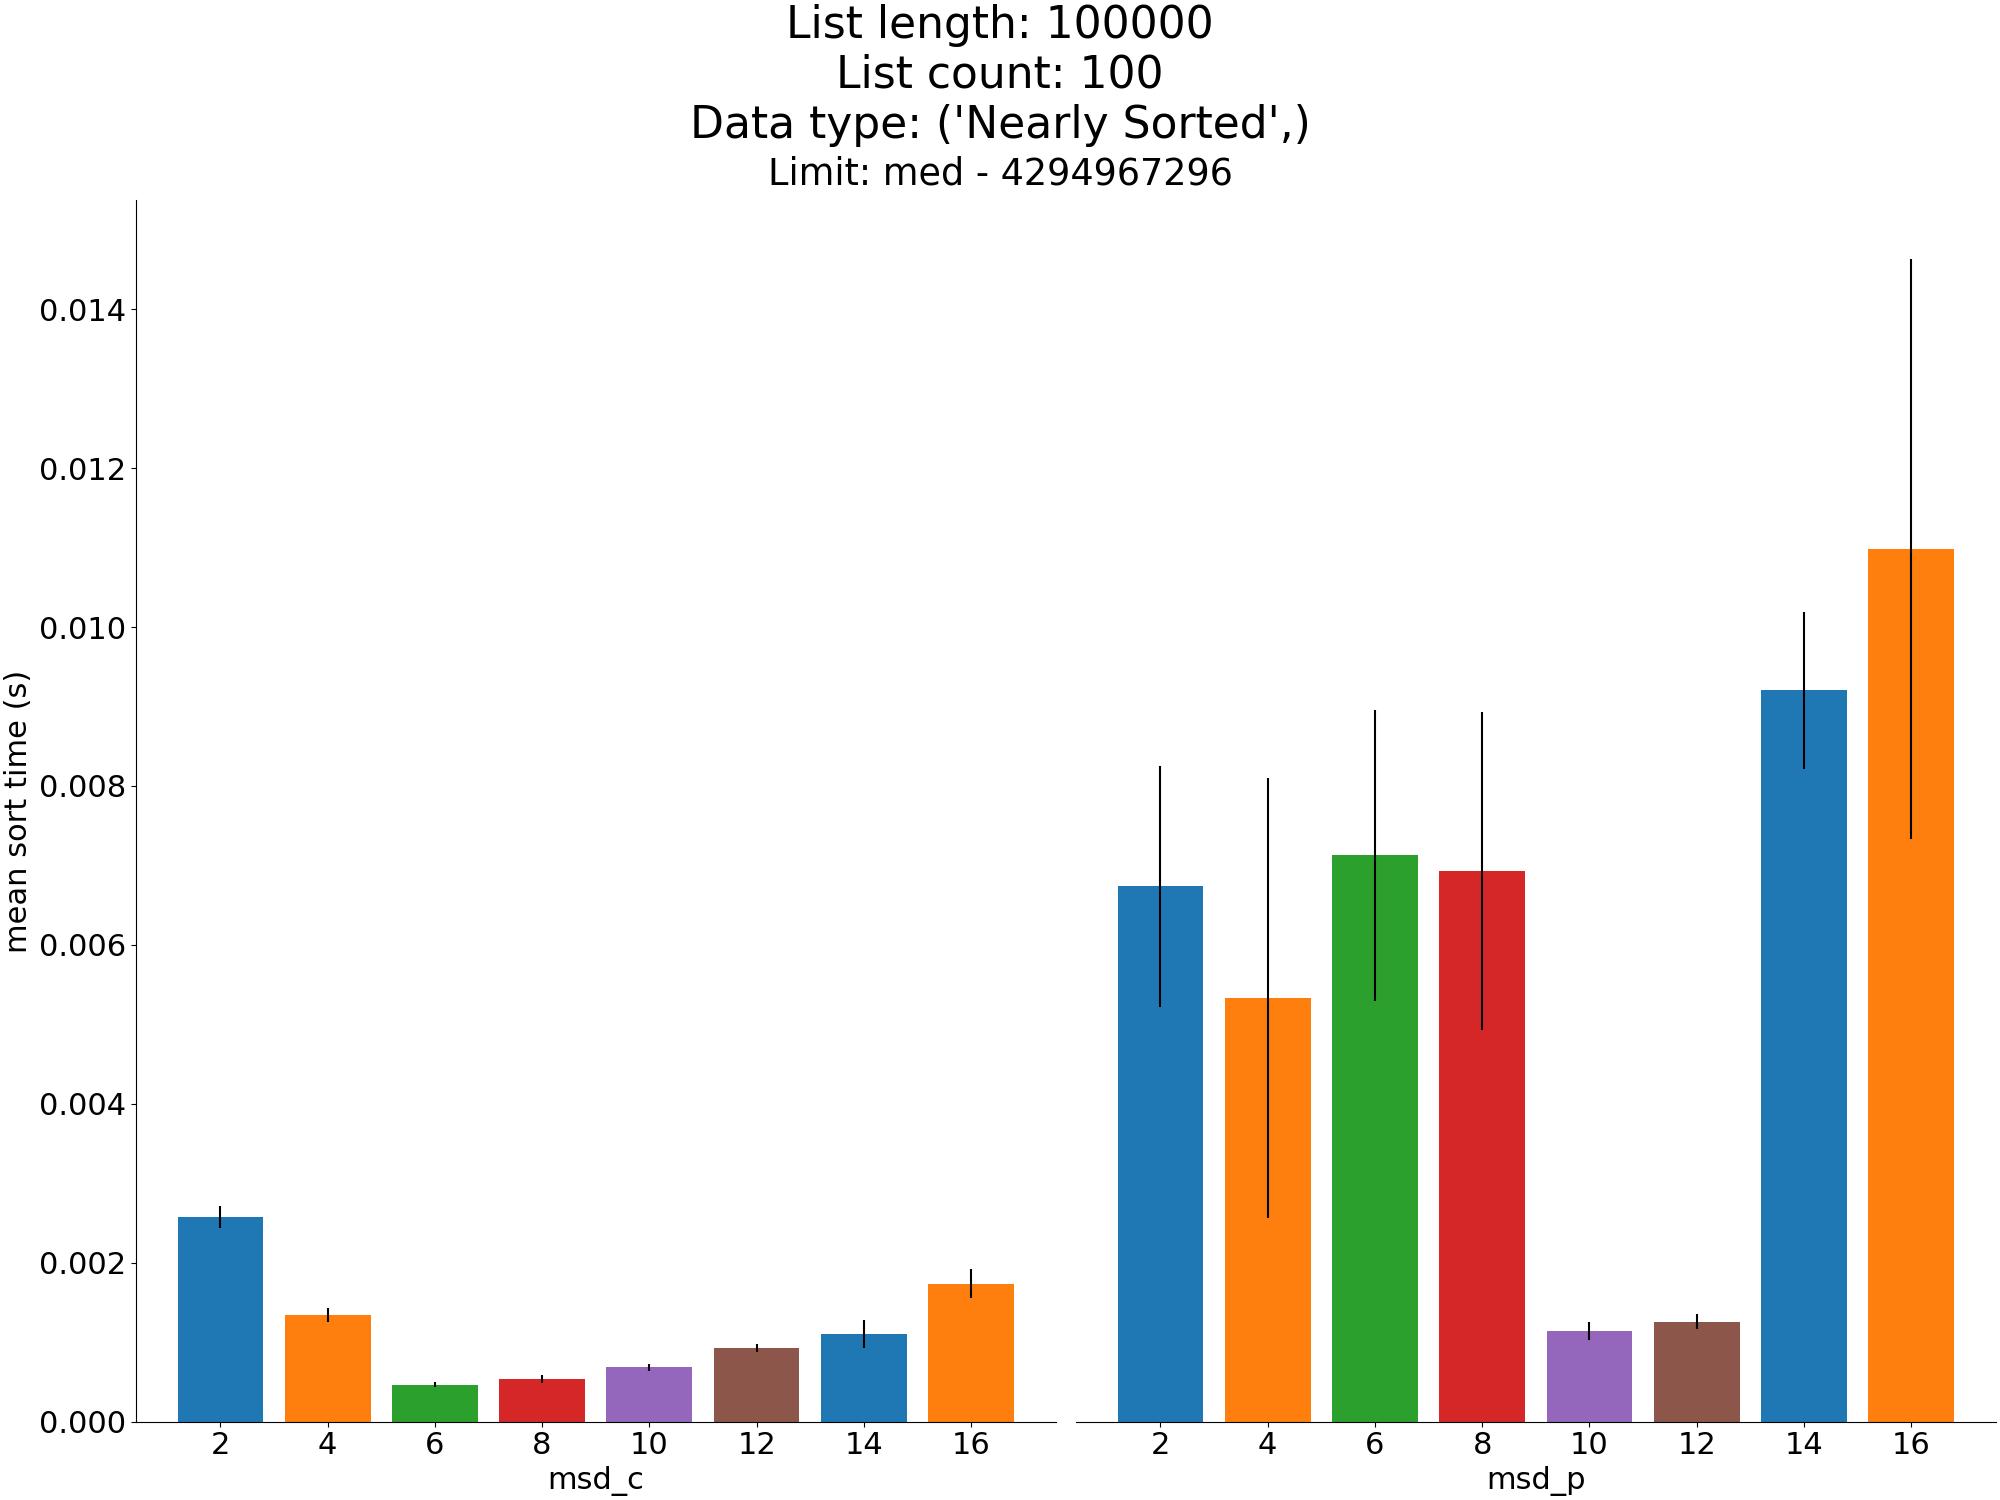 List length: 100000
List count: 100
Data type: ('Nearly Sorted',)
Limit: med - 4294967296
mean sort time (s)
0.014
0.012
0.010
0.008
0.006
0.004
0.002
0.000
2 4 6 8 10 12 14 16
msd_c
2 4 6 8 10 12 14 16
msd_p